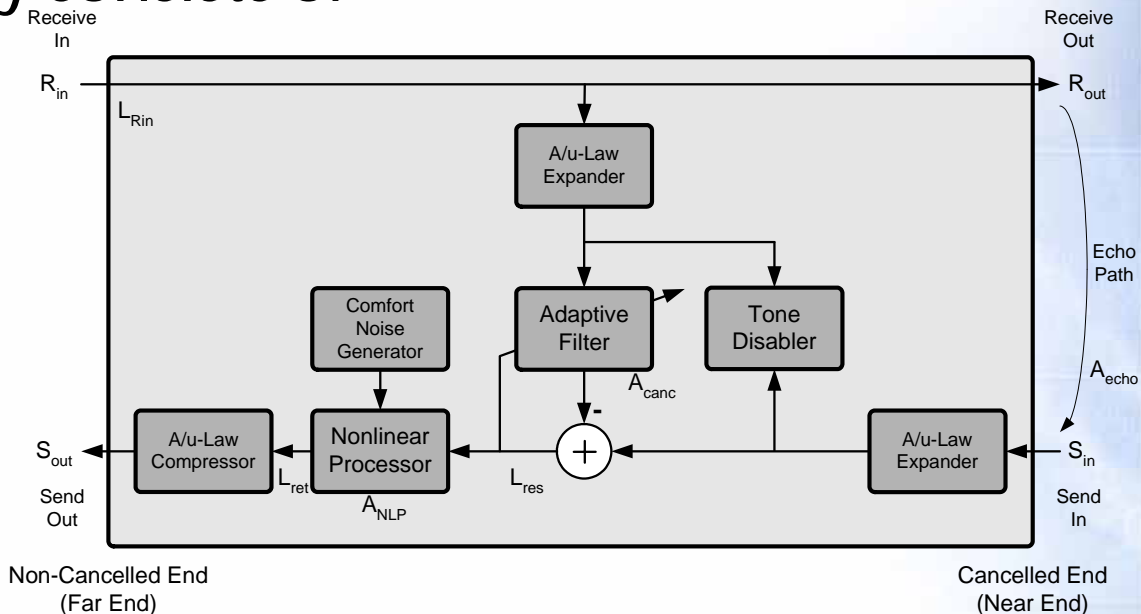 ) consists of
Receive
In
Receive
Out
R_in
R_out
L_Rin
A/u-Law
Expander
Echo
Path
Comfort
Noise
Generator
Adaptive
Filter
Tone
Disabler
A_canc
A_echo
-
S_out
A/u-Law
Compressor
L_ret
Nonlinear
Processor
L_res
+
A/u-Law
Expander
S_in
Send
Out
A_NLP
Send
In
Non-Cancelled End
(Far End)
Cancelled End
(Near End)